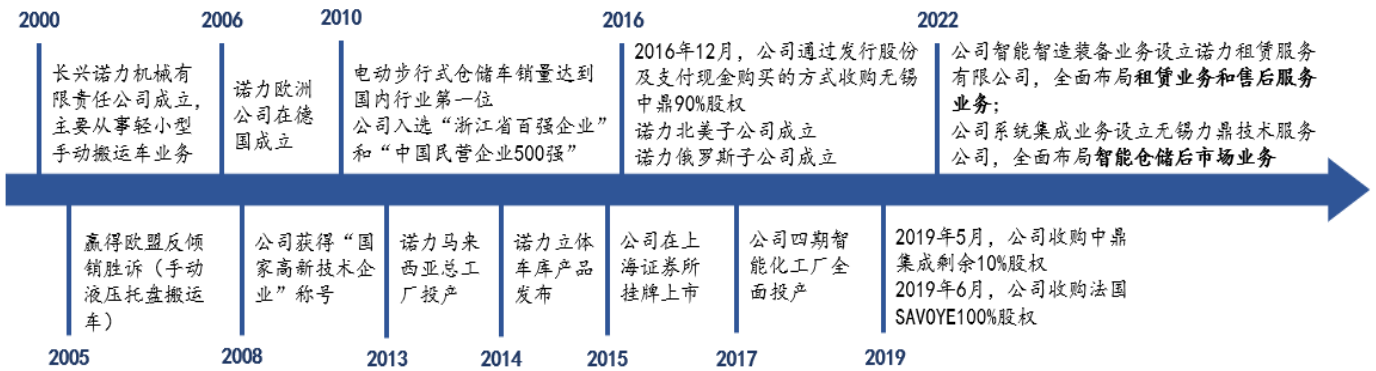 2000
长兴诺力机械有
限责任公司成立,
主要从事轻小型
手动搬运车业务
2006
诺力欧洲
公司在德
国成立
2010
电动步行式仓储车销量达到
国内行业第一位
公司入选“浙江省百强企业”
和“中国民营企业500强”
2016
2016年12月，公司通过发行股份
及支付现金购买的方式收购无锡
中鼎90%股权
诺力北美子公司成立
诺力俄罗斯子公司成立
2022
公司智能智造装备业务设立诺力租赁服务
有限公司，全面布局租赁业务和售后服务
业务；
公司系统集成业务设立无锡力鼎技术服务
公司，全面布局智能仓储后市场业务
赢得欧盟反倾
销胜诉（手动
液压托盘搬运
车）
2005
公司获得“国
家高新技术企
业”称号
2008
诺力马来
西亚总工
厂投产
2013
诺力立体
车库产品
发布
2014
公司在上
海证券所
挂牌上市
2015
公司四期智
能化工厂全
面投产
2017
2019年5月，公司收购中鼎
集成剩余10%股权
2019年6月，公司收购法国
SAVOYE100%股权
2019